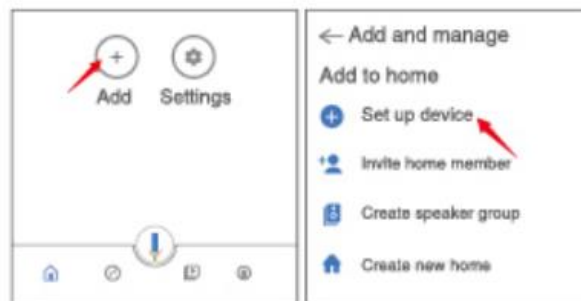 Add Settings
← Add and manage
Add to home
Set up device
Invite home member
Create speaker group
Create new home